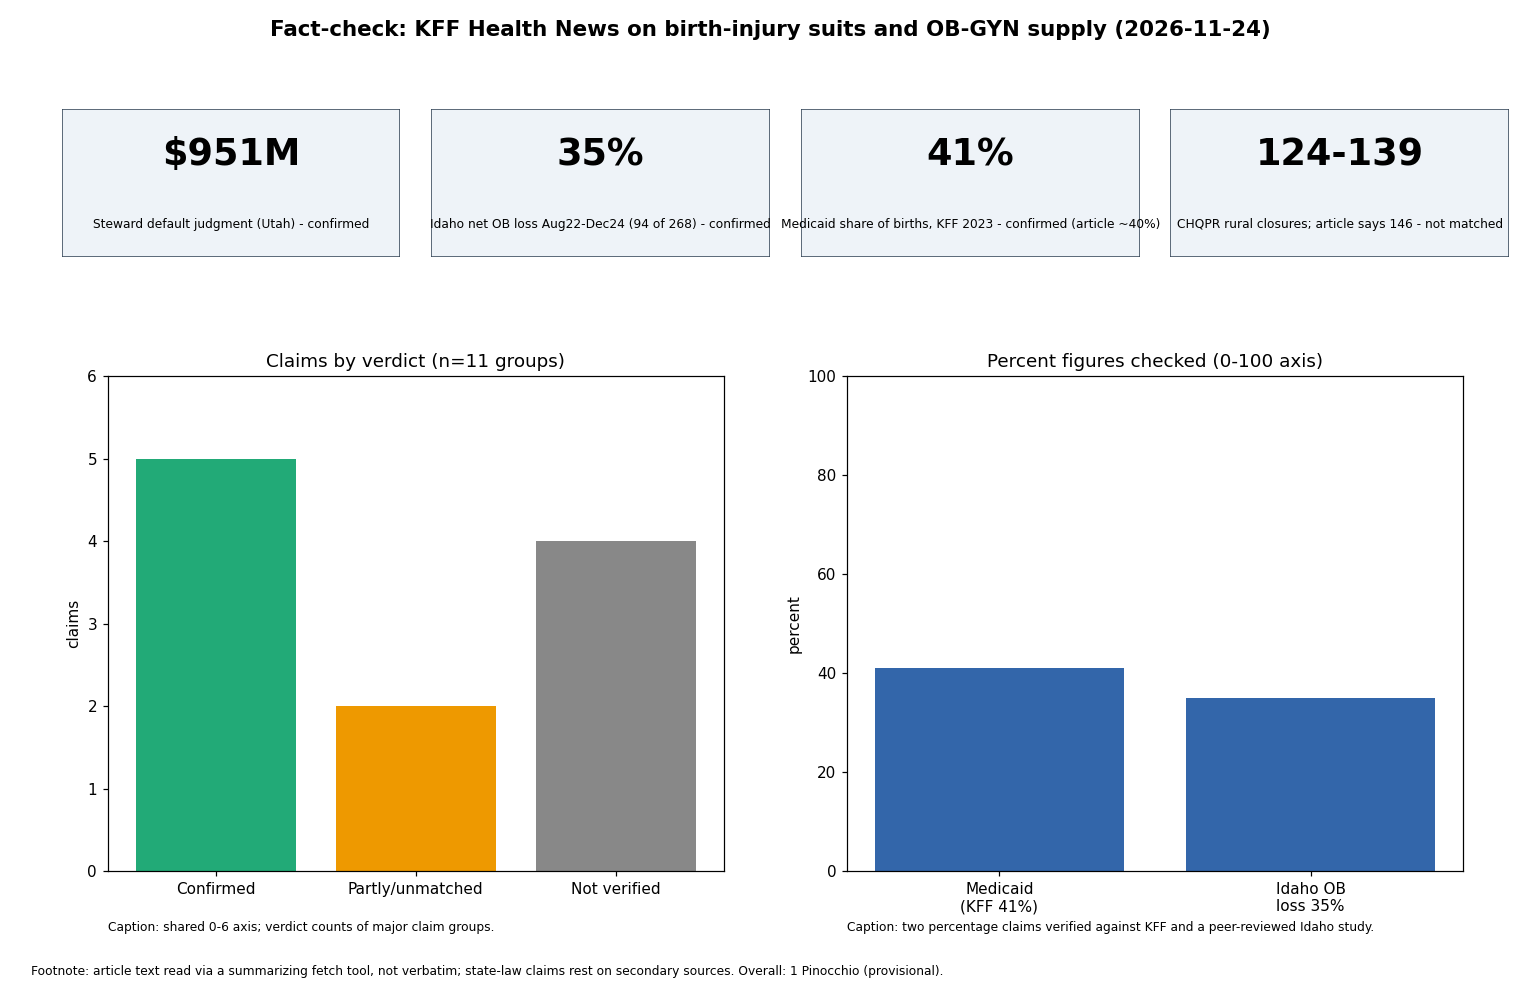 Fact-check: KFF Health News on birth-injury suits and OB-GYN supply (2026-11-24)
$951M
Steward default judgment (Utah) - confirmed
35%
Idaho net OB loss Aug22-Dec24 (94 of 268) - confirmed
41%
Medicaid share of births, KFF 2023 - confirmed (article ~40%)
124-139
CHQPR rural closures; article says 146 - not matched
Claims by verdict (n=11 groups)
6
5
4
3
2
1
0
claims
Confirmed
Partly/unmatched
Not verified
Caption: shared 0-6 axis; verdict counts of major claim groups.
Percent figures checked (0-100 axis)
100
80
60
40
20
0
percent
Medicaid
(KFF 41%)
Idaho OB
loss 35%
Caption: two percentage claims verified against KFF and a peer-reviewed Idaho study.
Footnote: article text read via a summarizing fetch tool, not verbatim; state-law claims rest on secondary sources. Overall: 1 Pinocchio (provisional).